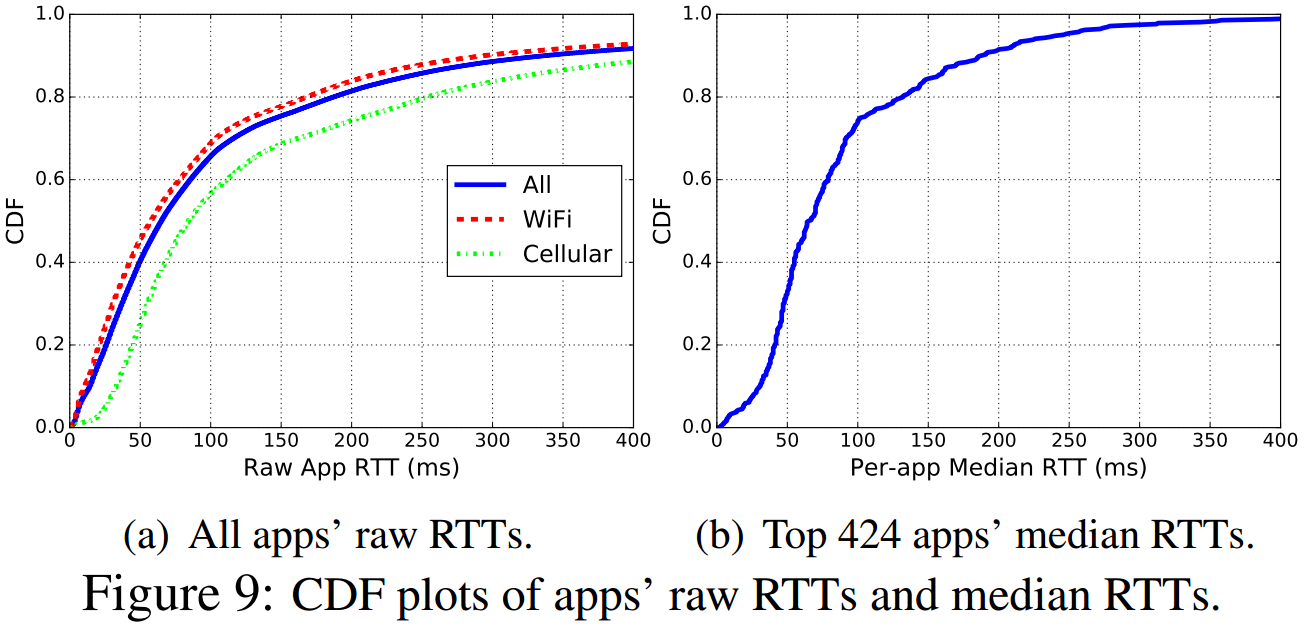 1.0
0.8
0.6
0.4
0.2
0.0
CDF
0 50 100 150 200 250 300 350 400
Raw App RTT (ms)
All
WiFi
Cellular
(a) All apps’ raw RTTs.
1.0
0.8
0.6
0.4
0.2
0.0
CDF
0 50 100 150 200 250 300 350 400
Per-app Median RTT (ms)
(b) Top 424 apps’ median RTTs.
Figure 9: CDF plots of apps’ raw RTTs and median RTTs.